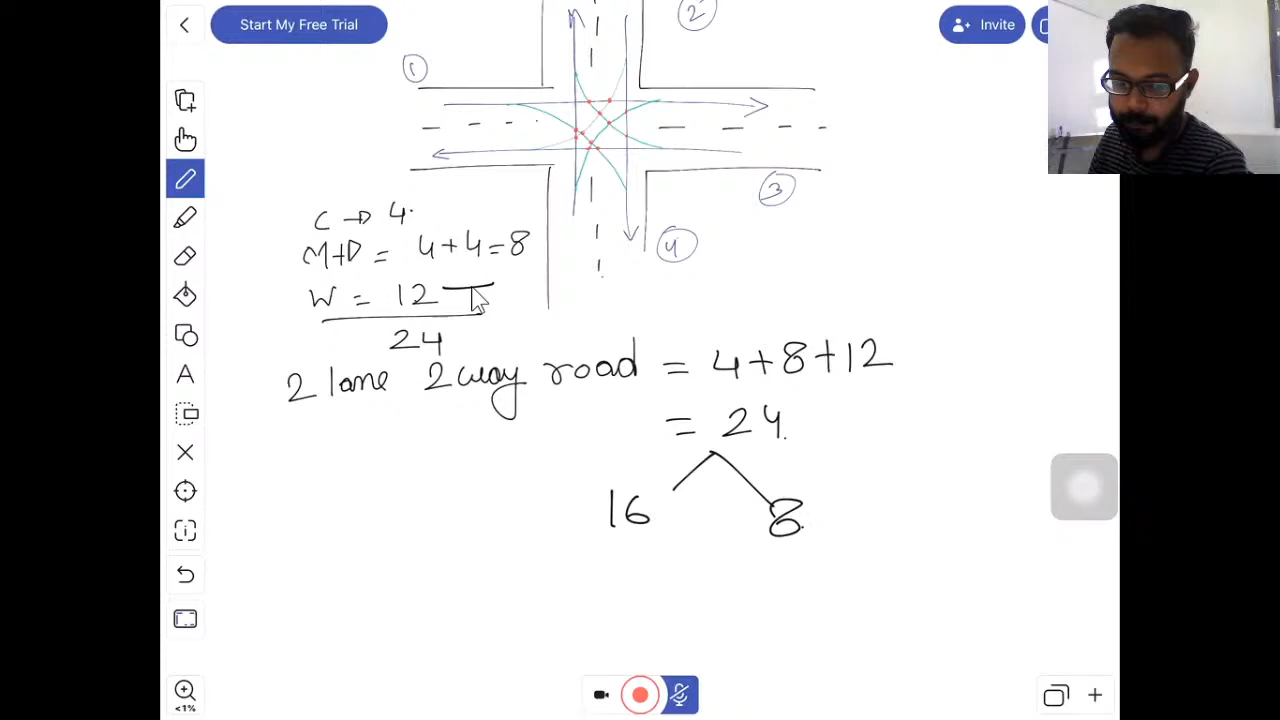 Start My Free Trial
Invite
2
1
3
4
C → 4.
M+D = 4+4=8
W = 12
24
2 lane 2 way road = 4+8+12
= 24.
16 8.
A
<1%